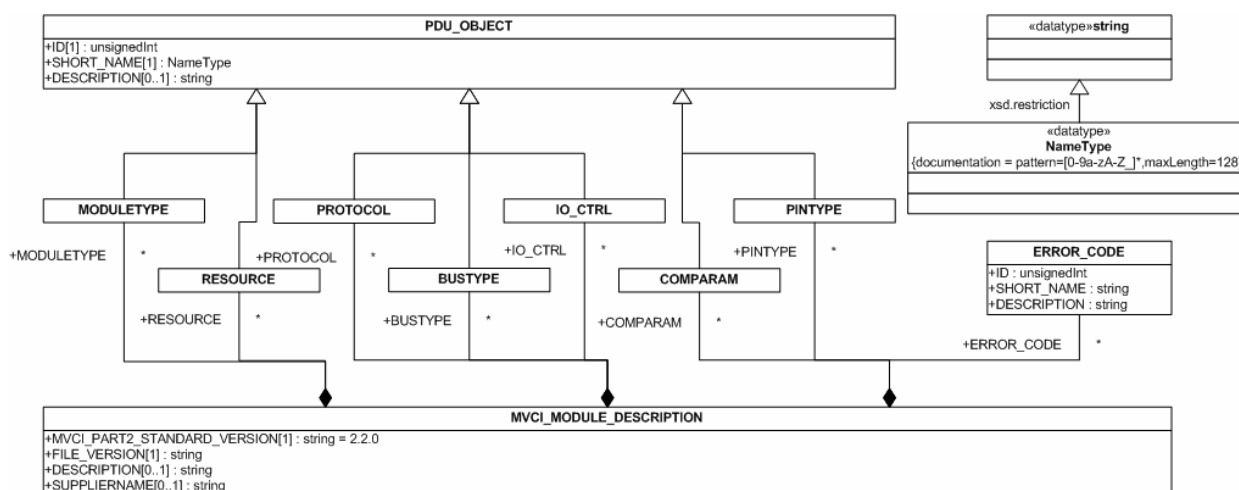 PDU_OBJECT
+ID[1] : unsignedInt
+SHORT_NAME[1] : NameType
+DESCRIPTION[0..1] : string
«datatype»string
xsd.restriction
«datatype»
NameType
{documentation = pattern=[0-9a-zA-Z_]*,maxLength=128}
MODULETYPE
PROTOCOL
IO_CTRL
PINTYPE
+MODULETYPE
*
+PROTOCOL
*
+IO_CTRL
*
+PINTYPE
*
RESOURCE
BUSTYPE
COMPARAM
ERROR_CODE
+ID : unsignedInt
+SHORT_NAME : string
+DESCRIPTION : string
+RESOURCE
*
+BUSTYPE
*
+COMPARAM
*
+ERROR_CODE
*
MVCI_MODULE_DESCRIPTION
+MVCI_PART2_STANDARD_VERSION[1] : string = 2.2.0
+FILE_VERSION[1] : string
+DESCRIPTION[0..1] : string
+SUPPLIERNAME[0..1] : string